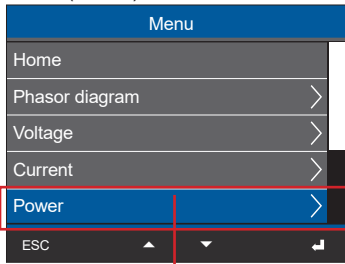 Menu
Home
Phasor diagram
Voltage
Current
Power
ESC